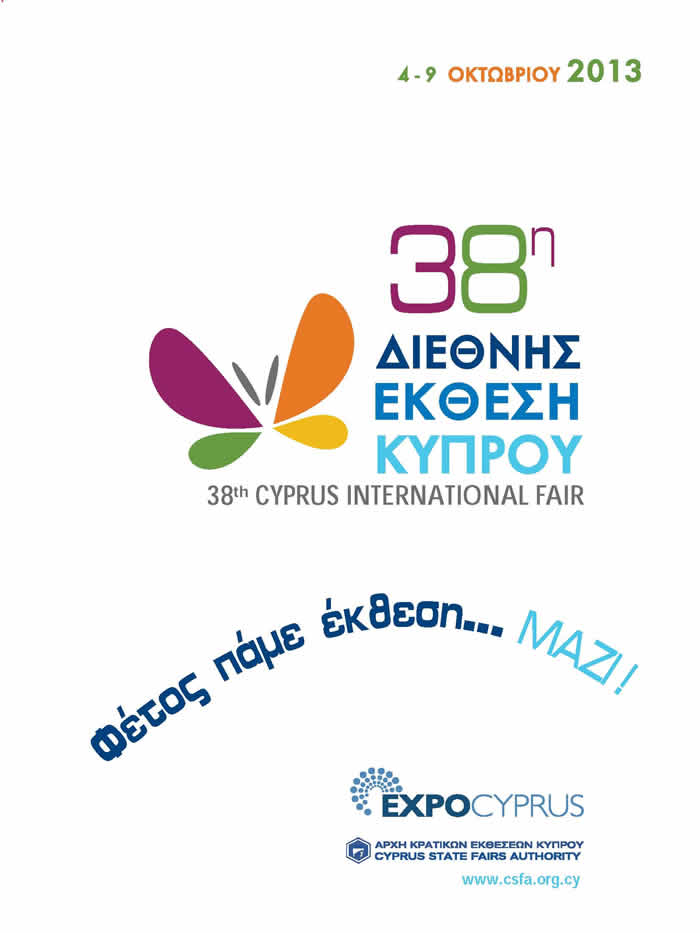 4 - 9 ΟΚΤΩΒΡΙΟΥ 2013
38η
ΔΙΕΘΝΗΣ
ΕΚΘΕΣΗ
ΚΥΠΡΟΥ
38th CYPRUS INTERNATIONAL FAIR
Φέτος πάμε έκθεση... ΜΑΖΙ!
EXPOCYPRUS
ΑΡΧΗ ΚΡΑΤΙΚΩΝ ΕΚΘΕΣΕΩΝ ΚΥΠΡΟΥ
CYPRUS STATE FAIRS AUTHORITY
www.csfa.org.cy